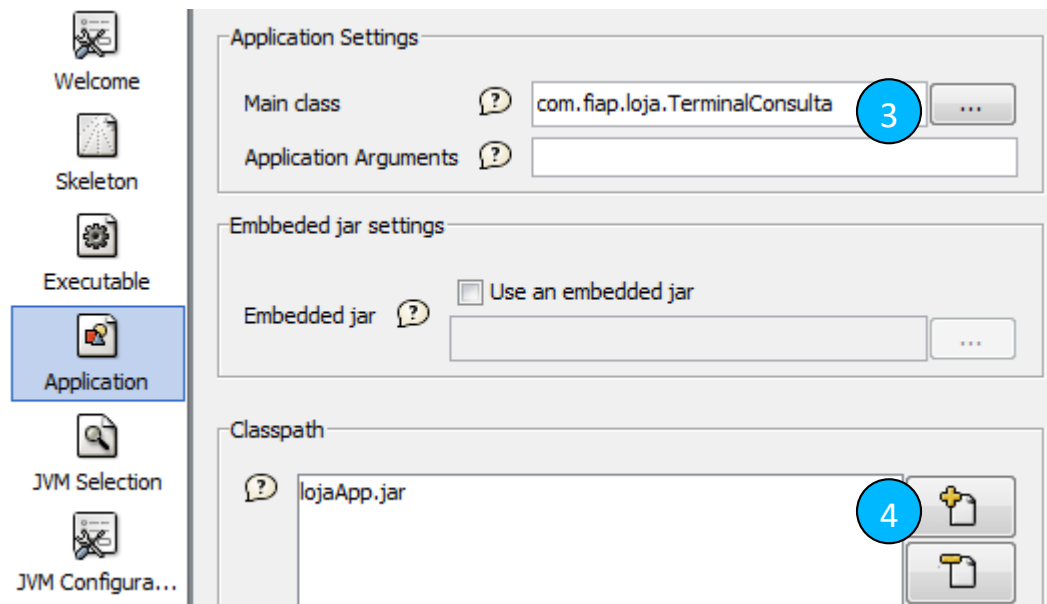 Welcome
Skeleton
Executable
Application
JVM Selection
JVM Configura...
Application Settings
Main class ? com.fiap.loja.TerminalConsulta 3 ...
Application Arguments ?
Embbeded jar settings
Use an embedded jar
Embedded jar ?
...
Classpath
? lojaApp.jar
4